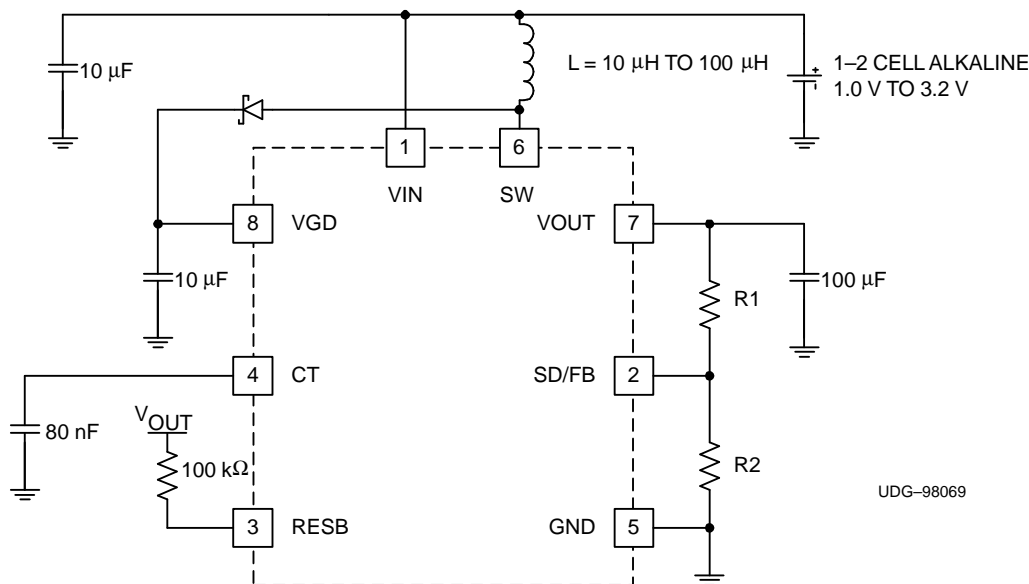 10 μF
L = 10 μH TO 100 μH
1–2 CELL ALKALINE
1.0 V TO 3.2 V
+
-
1
6
VIN
SW
8
VGD
VOUT
7
10 μF
R1
100 μF
4
CT
SD/FB
2
80 nF
VOUT
100 kΩ
R2
UDG–98069
3
RESB
GND
5